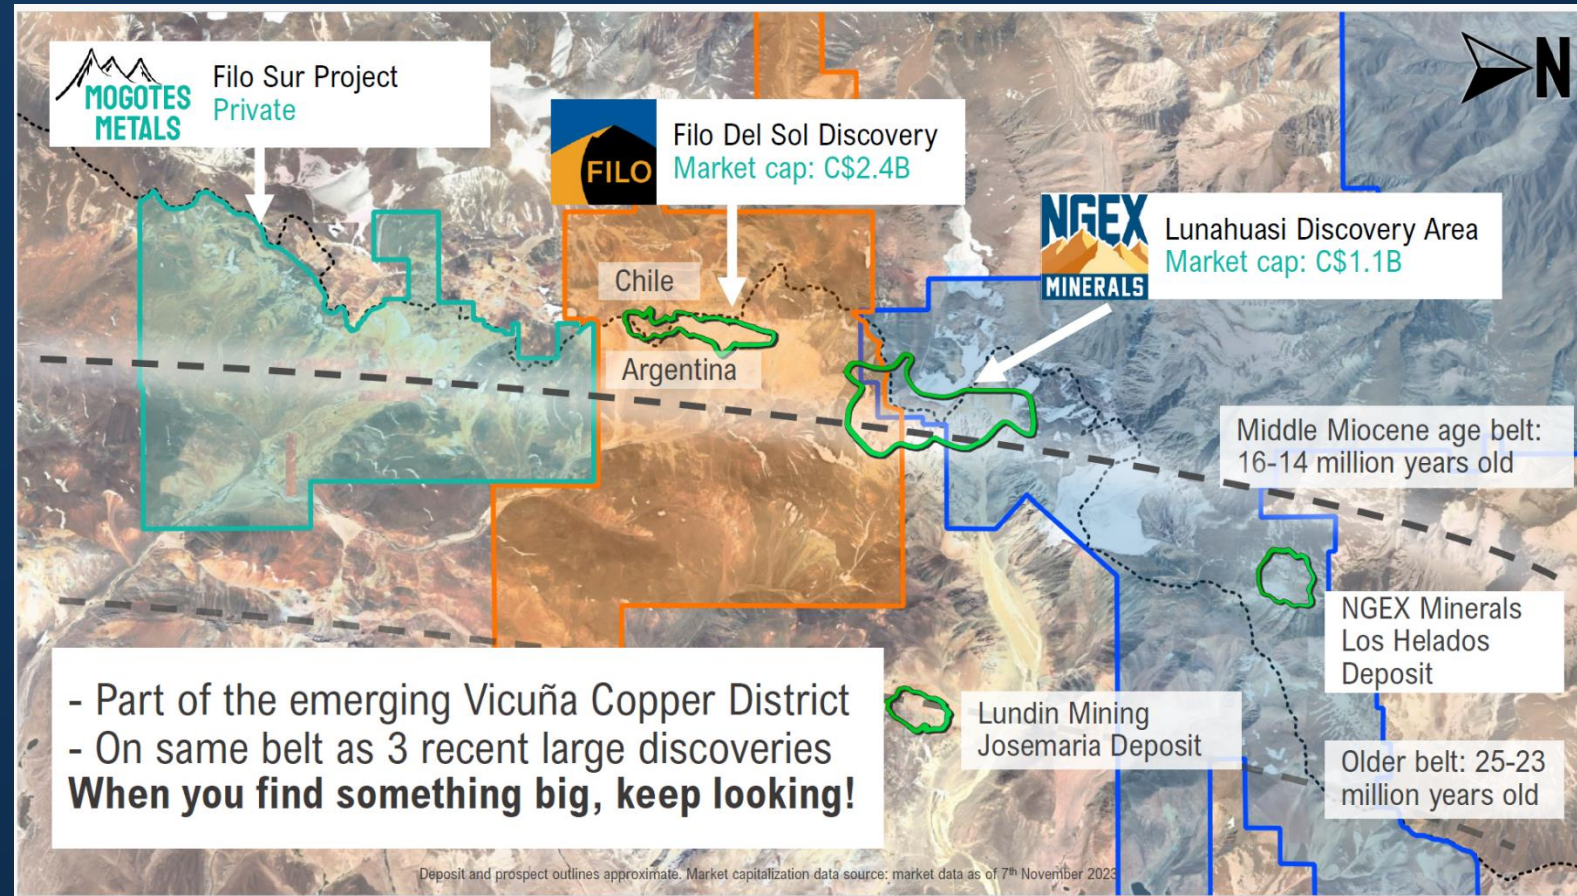 MOGOTES
METALS
Filo Sur Project
Private
FILO
Filo Del Sol Discovery
Market cap: C$2.4B
NGEX
MINERALS
Lunahuasi Discovery Area
Market cap: C$1.1B
N
Chile
Argentina
Middle Miocene age belt:
16-14 million years old
NGEX Minerals
Los Helados
Deposit
Lundin Mining
Josemaria Deposit
Older belt: 25-23
million years old
- Part of the emerging Vicuña Copper District
- On same belt as 3 recent large discoveries
When you find something big, keep looking!
Deposit and prospect outlines approximate. Market capitalization data source: market data as of 7th November 2023